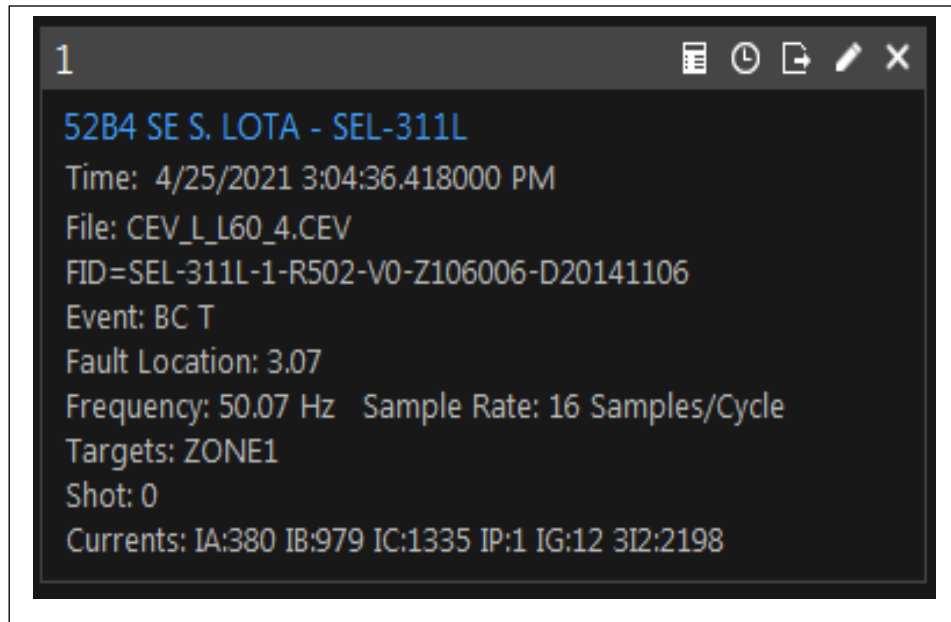 1
52B4 SE S. LOTA - SEL-311L
Time: 4/25/2021 3:04:36.418000 PM
File: CEV_L_L60_4.CEV
FID=SEL-311L-1-R502-V0-Z106006-D20141106
Event: BC T
Fault Location: 3.07
Frequency: 50.07 Hz Sample Rate: 16 Samples/Cycle
Targets: ZONE1
Shot: 0
Currents: IA:380 IB:979 IC:1335 IP:1 IG:12 3I2:2198